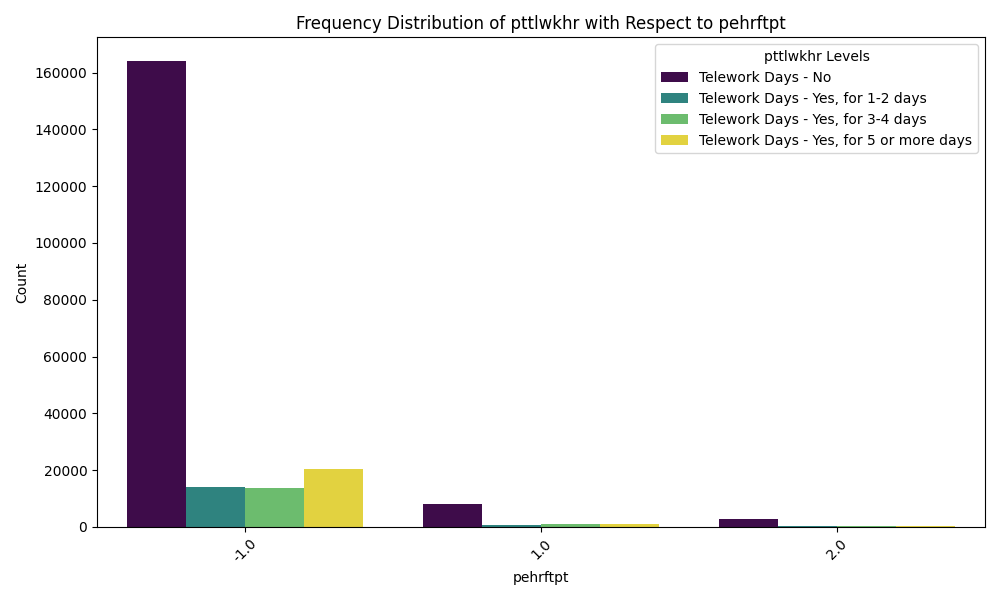 Frequency Distribution of pttlwkhr with Respect to pehrftpt
pttlwkhr Levels
Telework Days - No
Telework Days - Yes, for 1-2 days
Telework Days - Yes, for 3-4 days
Telework Days - Yes, for 5 or more days
160000
140000
120000
100000
80000
60000
40000
20000
0
Count
-1.0
1.0
2.0
pehrftpt